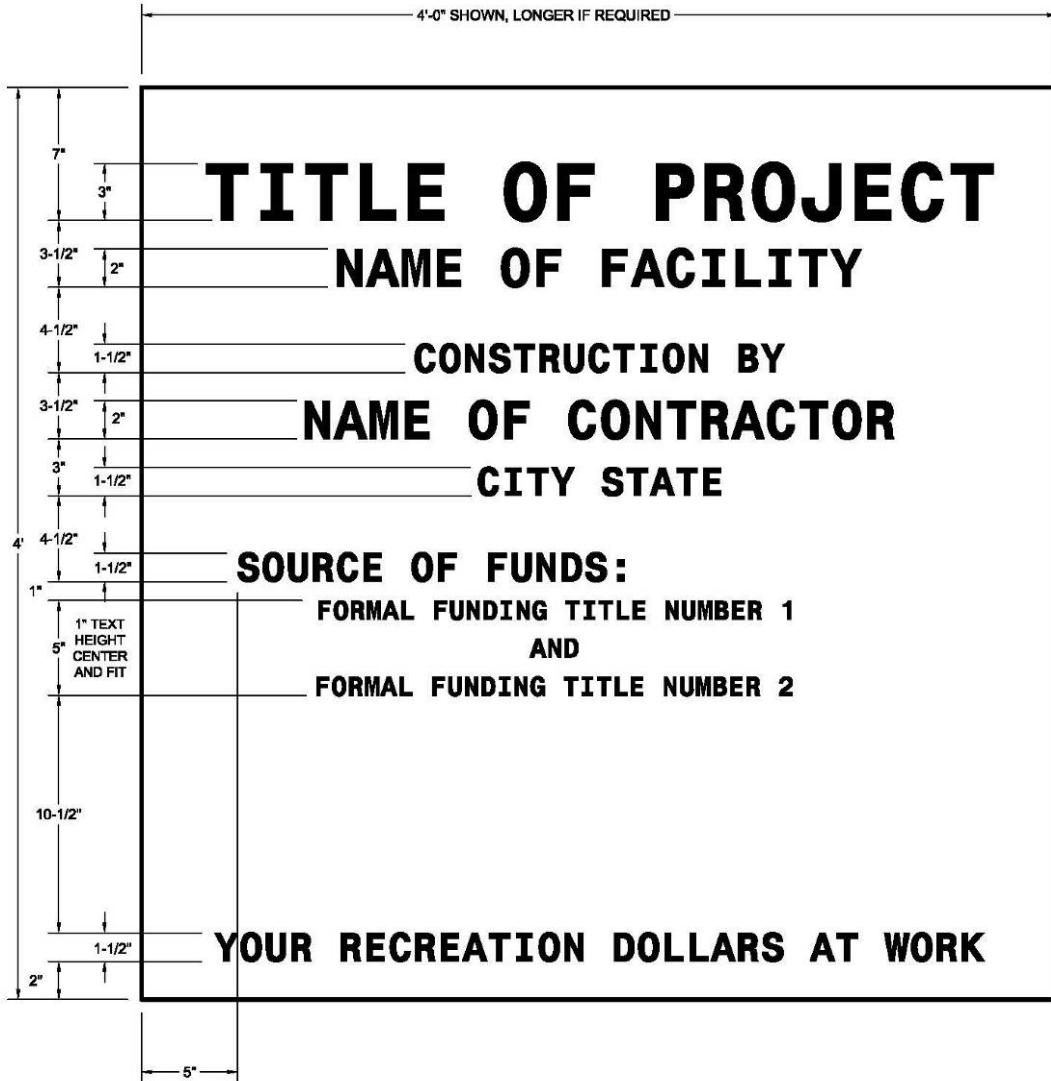 4'-0" SHOWN, LONGER IF REQUIRED
7"
3"
TITLE OF PROJECT
3-1/2"
2"
NAME OF FACILITY
4-1/2"
1-1/2"
CONSTRUCTION BY
3-1/2"
2"
NAME OF CONTRACTOR
3"
1-1/2"
CITY STATE
4'
4-1/2"
1-1/2"
SOURCE OF FUNDS:
1"
5"
1" TEXT
HEIGHT
CENTER
AND FIT
FORMAL FUNDING TITLE NUMBER 1
AND
FORMAL FUNDING TITLE NUMBER 2
10-1/2"
1-1/2"
YOUR RECREATION DOLLARS AT WORK
2"
5"